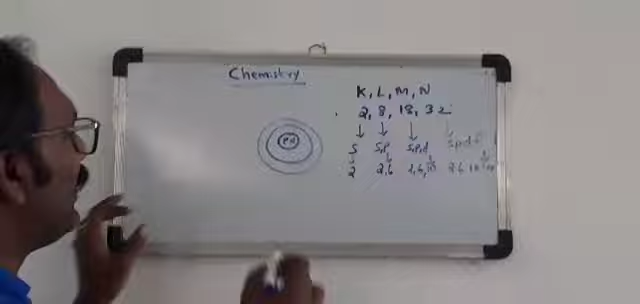 Chemistry
K, L, M, N
2, 8, 18, 32
s s,p s,p,d s,p,d,f
2 2,6 2,6,10 2 6 10 14